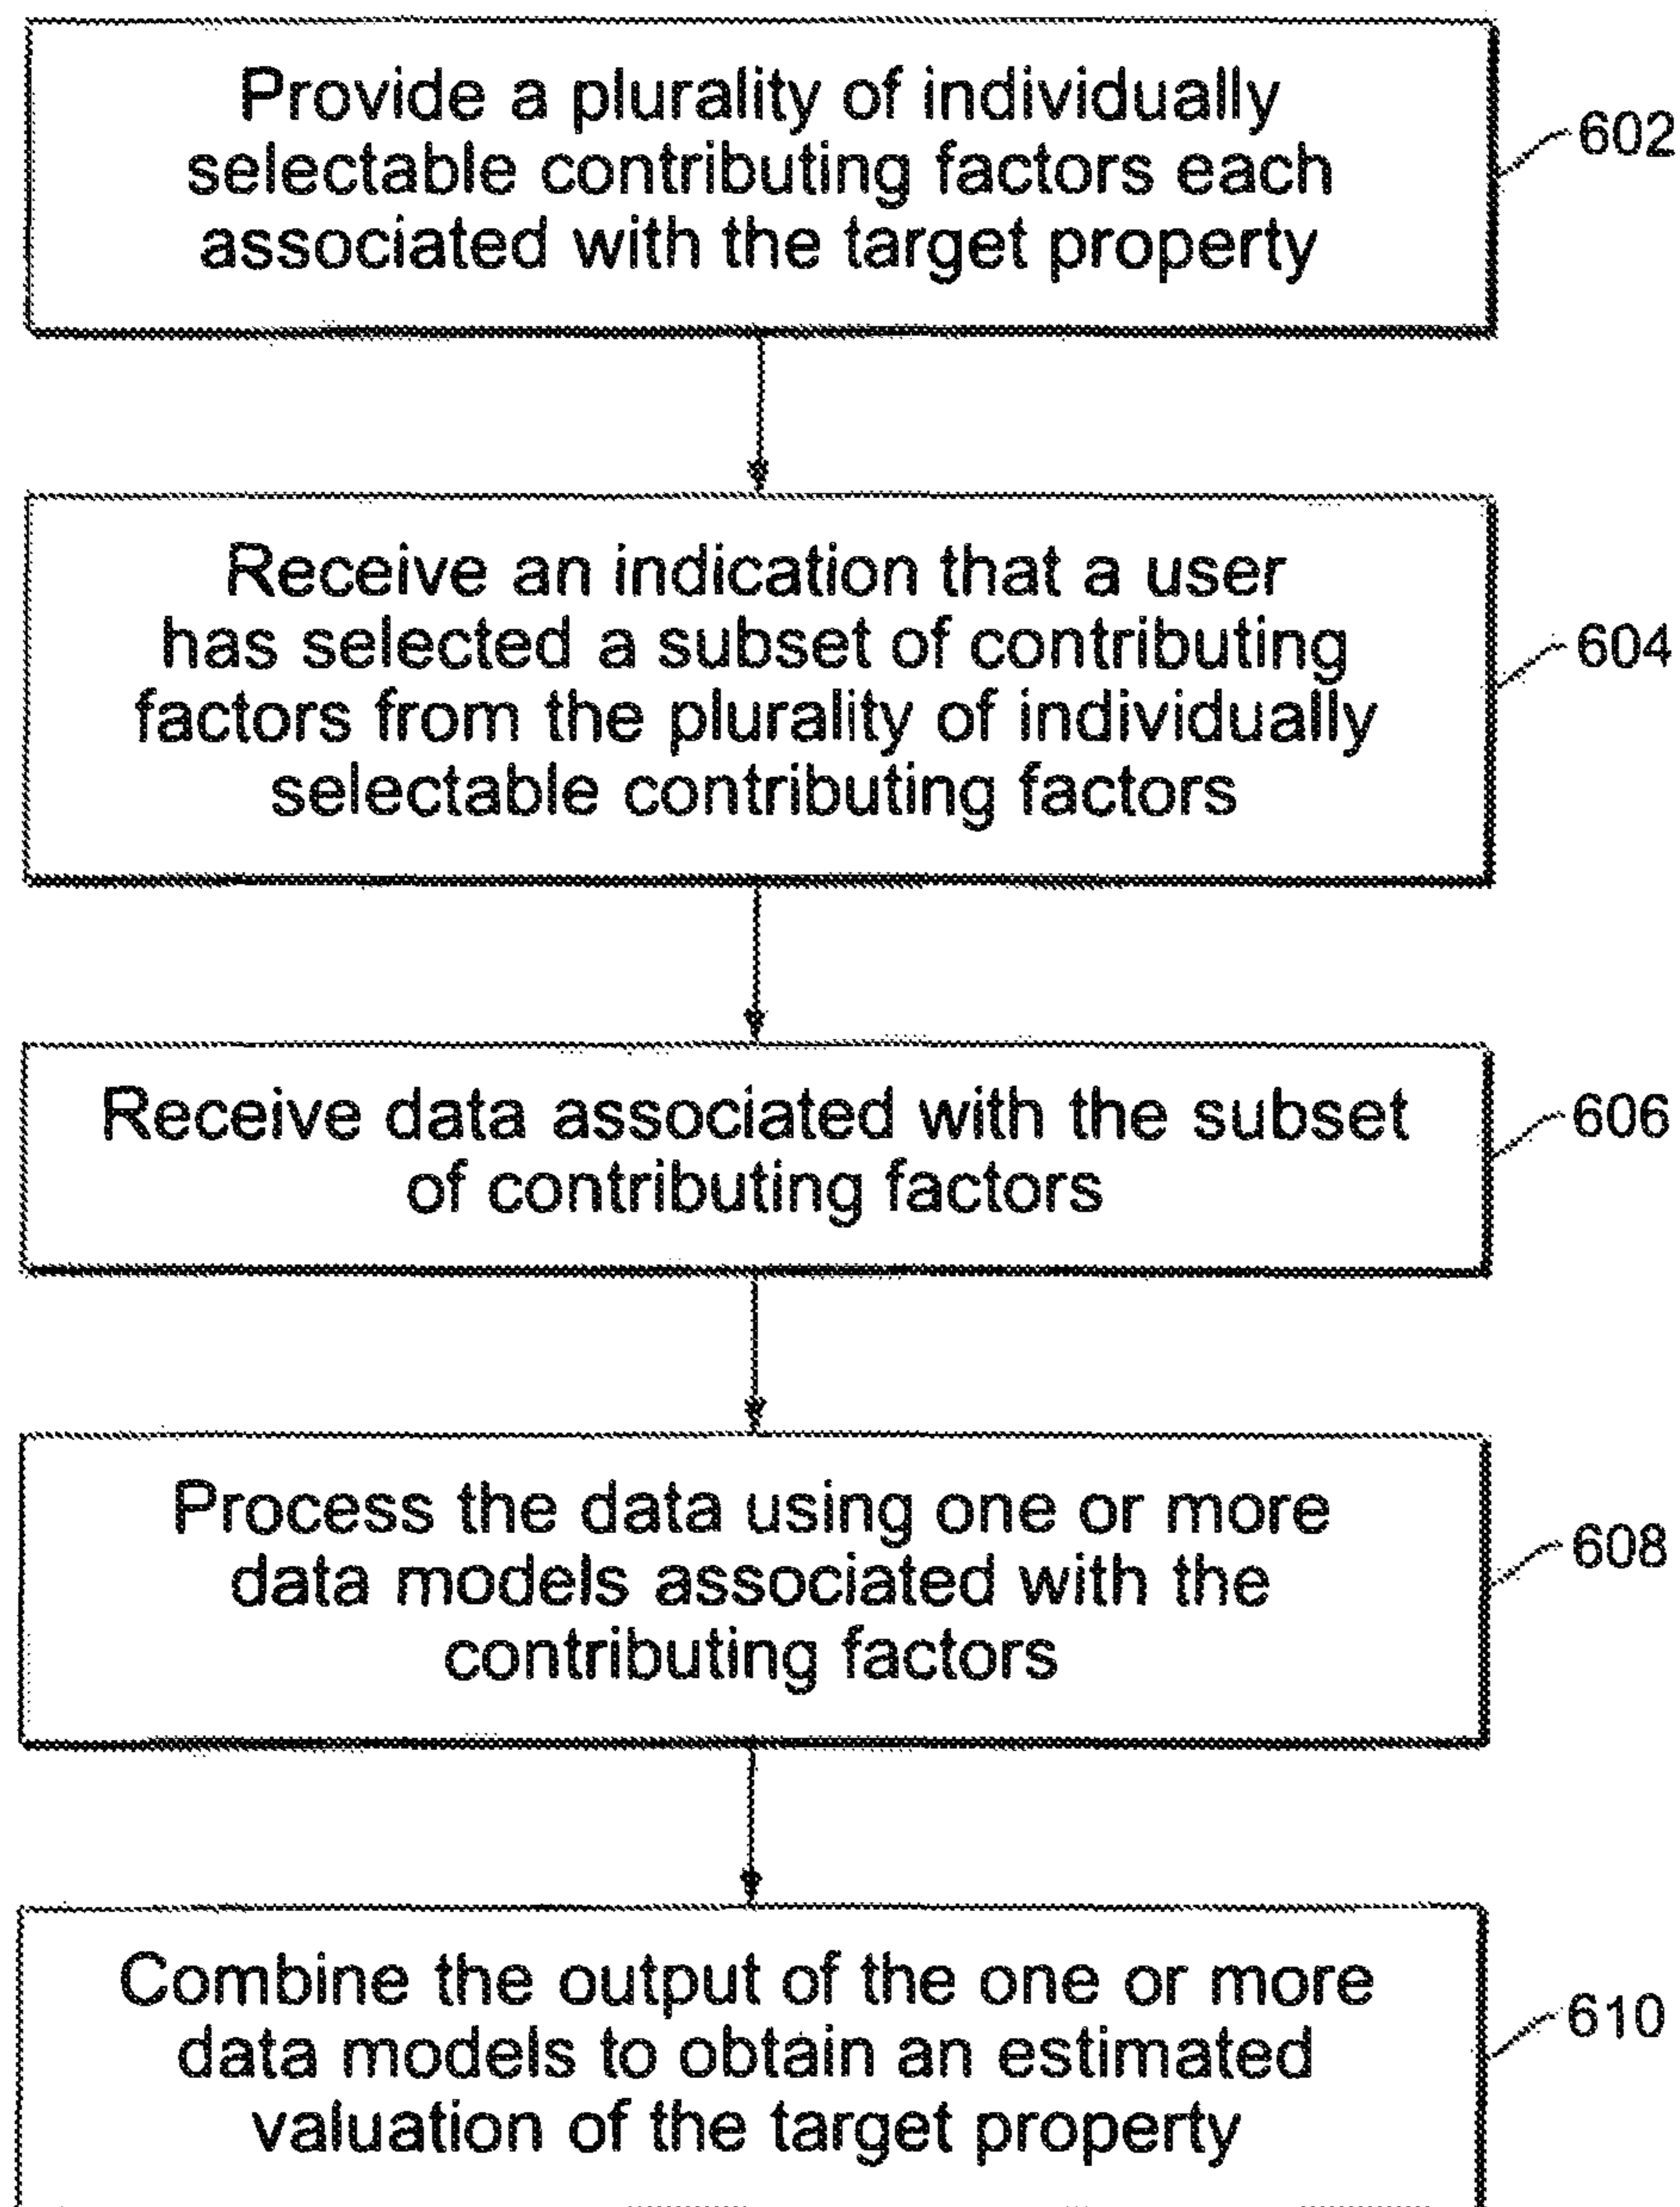 Provide a plurality of individually
selectable contributing factors each
associated with the target property
602
Receive an indication that a user
has selected a subset of contributing
factors from the plurality of individually
selectable contributing factors
604
Receive data associated with the subset
of contributing factors
606
Process the data using one or more
data models associated with the
contributing factors
608
Combine the output of the one or more
data models to obtain an estimated
valuation of the target property
610